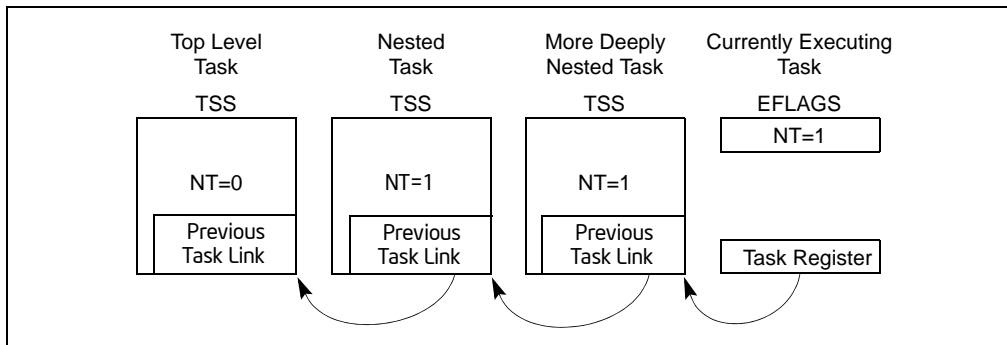 Top Level
Task
Nested
Task
More Deeply
Nested Task
Currently Executing
Task
TSS
TSS
TSS
EFLAGS
NT=1
NT=0
NT=1
NT=1
Previous
Task Link
Previous
Task Link
Previous
Task Link
Task Register